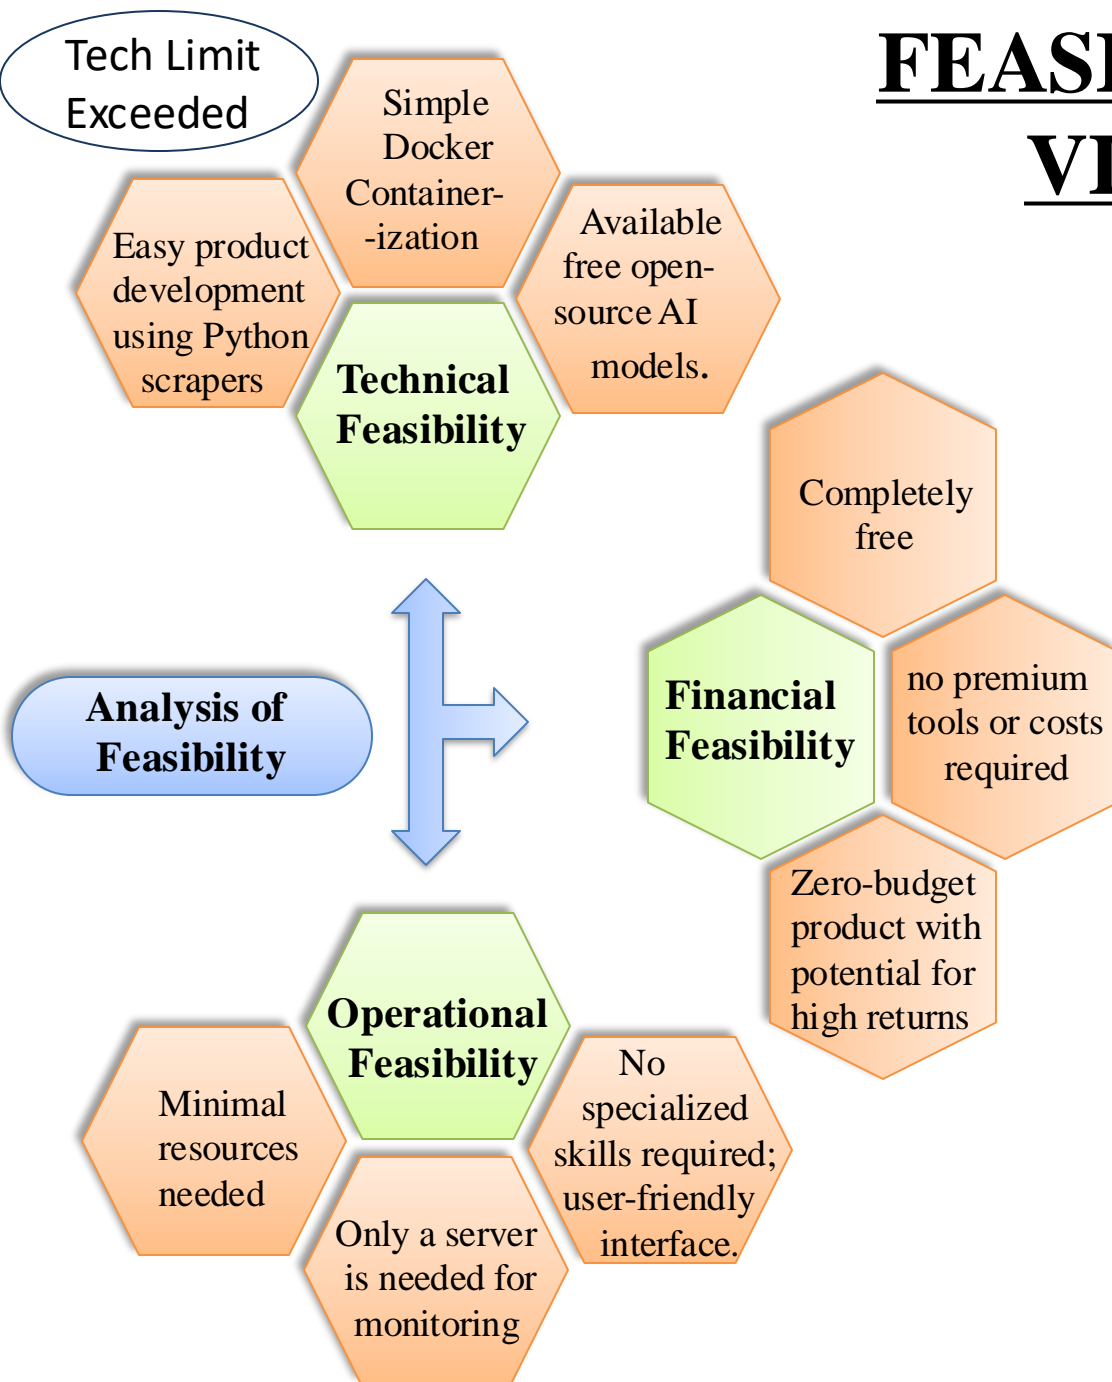 Tech Limit
Exceeded
FEAS
VI
Simple
Docker
Container-
-ization
Easy product
development
using Python
scrapers
Available
free open-
source AI
models.
Technical
Feasibility
Completely
free
Financial
Feasibility
no premium
tools or costs
required
Zero-budget
product with
potential for
high returns
Analysis of
Feasibility
Operational
Feasibility
Minimal
resources
needed
Only a server
is needed for
monitoring
No
specialized
skills required;
user-friendly
interface.